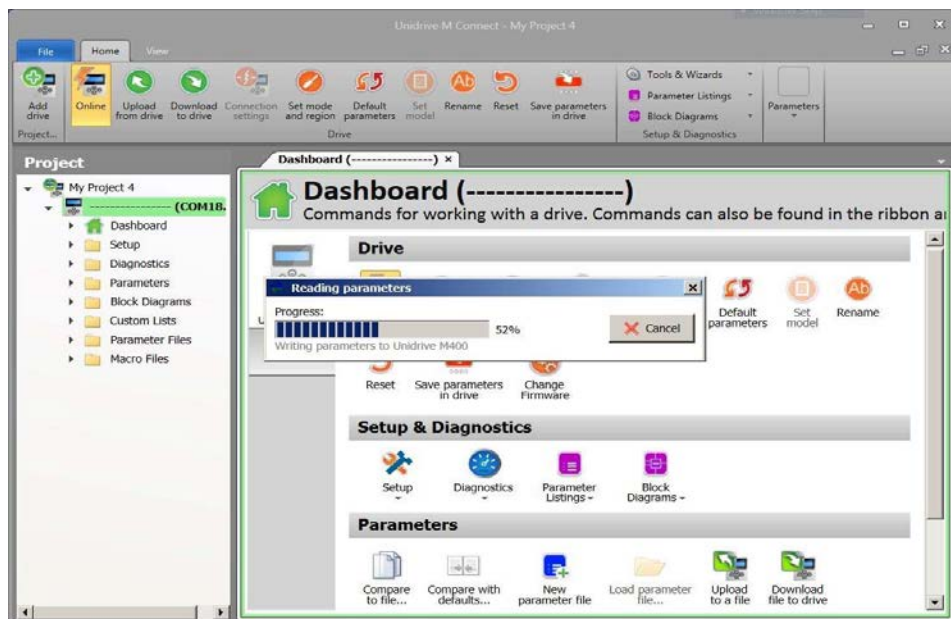 Unidrive M Connect - My Project 4
File Home View
Add drive
Online
Upload from drive
Download to drive
Connection settings
Set mode and region
Default parameters
Set model
Rename
Reset
Save parameters in drive
Tools & Wizards
Parameter Listings
Block Diagrams
Parameters
Project...
Drive
Setup & Diagnostics
Project
My Project 4
---------------- (COM18.
Dashboard
Setup
Diagnostics
Parameters
Block Diagrams
Custom Lists
Parameter Files
Macro Files
Dashboard (----------------) ×
Dashboard (----------------)
Commands for working with a drive. Commands can also be found in the ribbon a
Drive
Reading parameters
Progress:
52%
Cancel
Writing parameters to Unidrive M400
Default parameters
Set model
Rename
Reset
Save parameters in drive
Change Firmware
Setup & Diagnostics
Setup
Diagnostics
Parameter Listings
Block Diagrams
Parameters
Compare to file...
Compare with defaults...
New parameter file
Load parameter file...
Upload to a file
Download file to drive